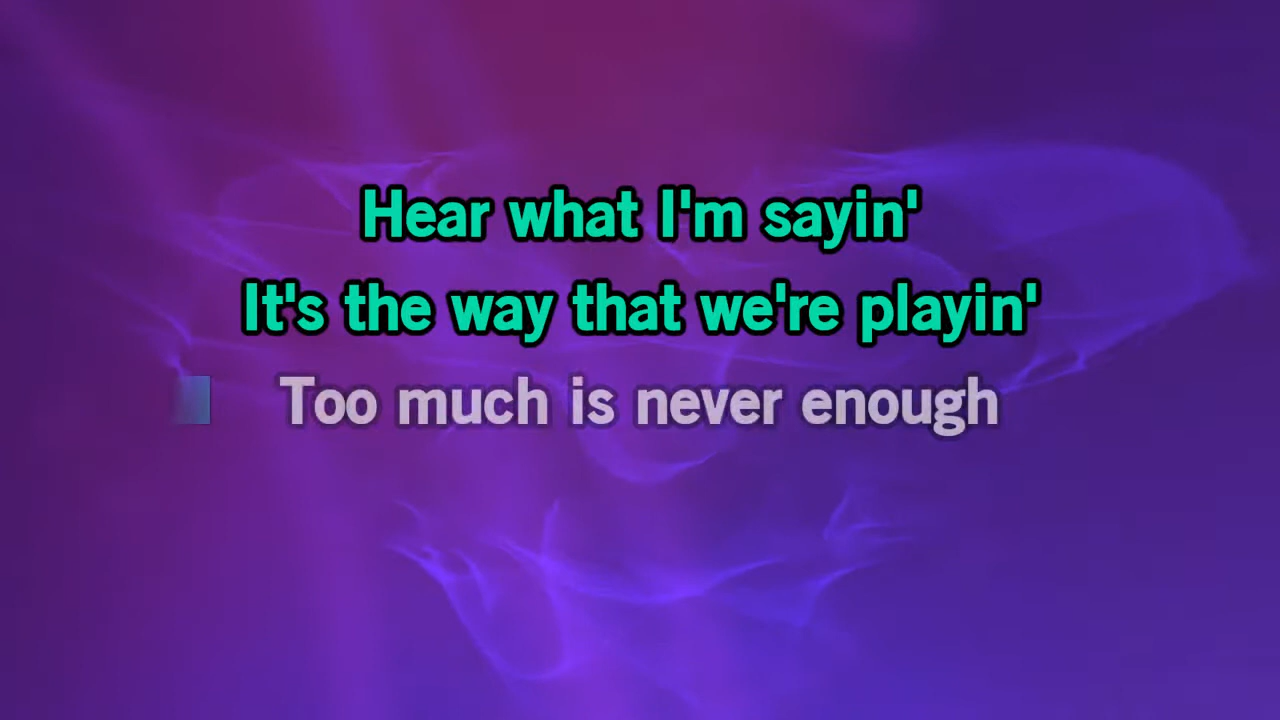 Hear what I'm sayin'
It's the way that we're playin'
Too much is never enough